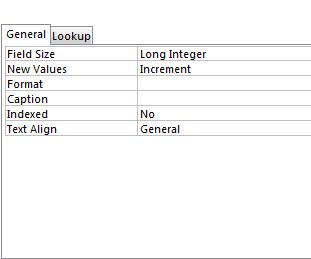 General Lookup
Field Size Long Integer
New Values Increment
Format
Caption
Indexed No
Text Align General